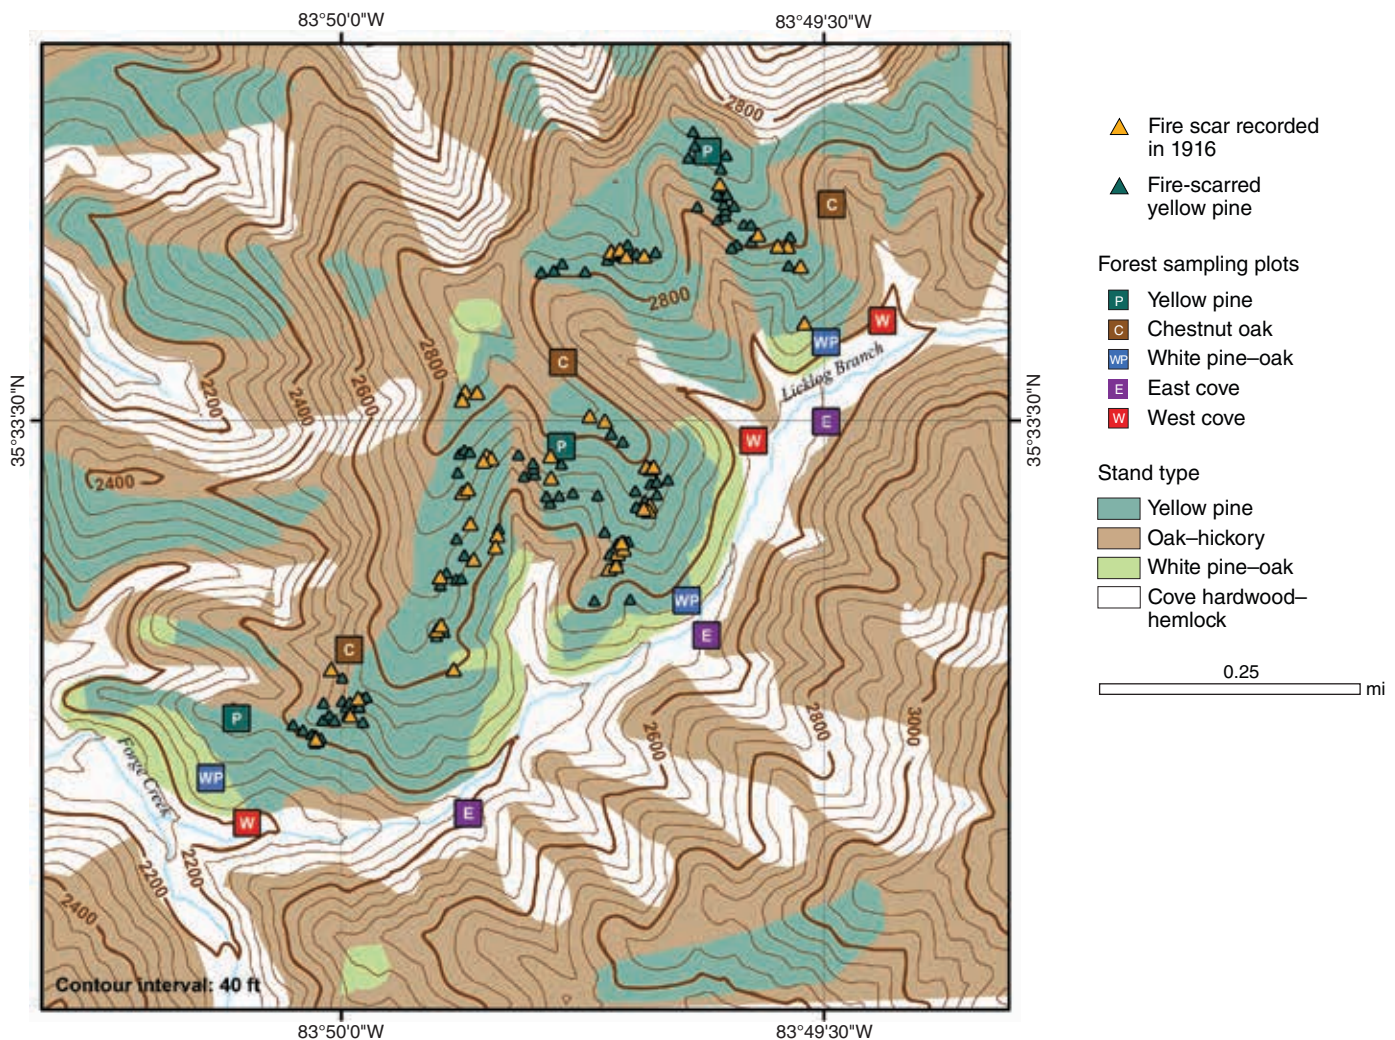 83°50'0"W
83°49'30"W
2800
P
C
2800
W
WP
Licklog Branch
2800
C
2200
2400
2600
35°33'30"N
35°33'30"N
E
W
P
2400
WP
E
C
P
2600
2800
3000
Forge Creek
WP
W
E
2200
2200
2400
Contour interval: 40 ft
83°50'0"W
83°49'30"W
Fire scar recorded
in 1916
Fire-scarred
yellow pine
Forest sampling plots
P Yellow pine
C Chestnut oak
WP White pine–oak
E East cove
W West cove
Stand type
Yellow pine
Oak–hickory
White pine–oak
Cove hardwood–
hemlock
0.25
mi